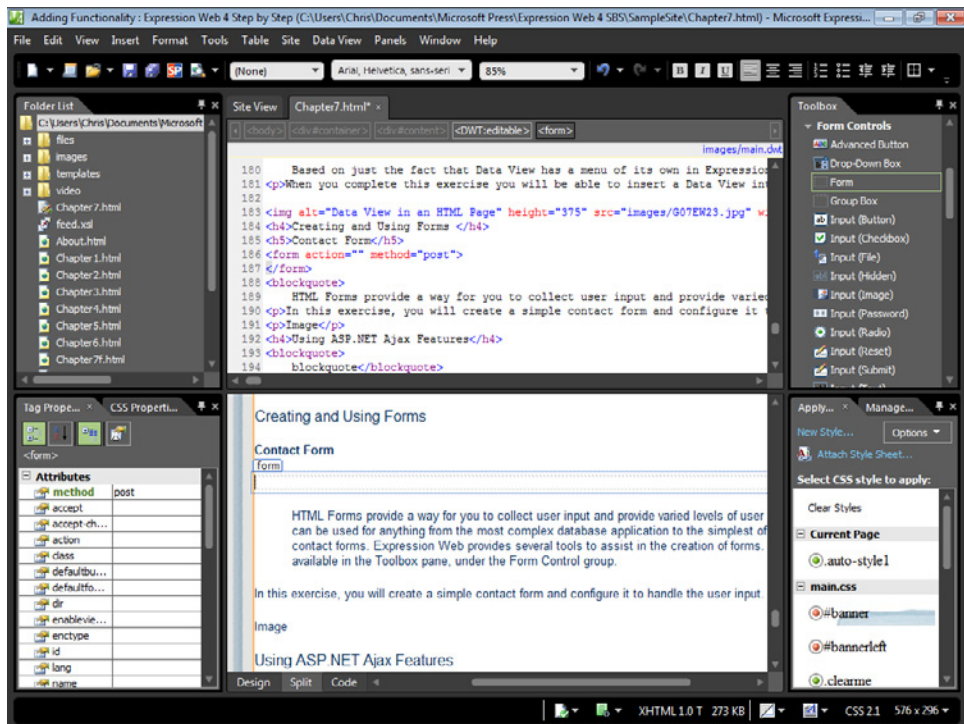 Adding Functionality : Expression Web 4 Step by Step (C:\Users\Chris\Documents\Microsoft Press\Expression Web 4 SBS\SampleSite\Chapter7.html) - Microsoft Expressi...
File Edit View Insert Format Tools Table Site Data View Panels Window Help
(None) Arial, Helvetica, sans-seri 85% B I U
Folder List
C:\Users\Chris\Documents\Microsoft
files
images
templates
video
Chapter7.html
feed.xsl
About.html
Chapter1.html
Chapter2.html
Chapter3.html
Chapter4.html
Chapter5.html
Chapter6.html
Chapter7f.html
Site View Chapter7.html*
<body> <div#container> <div#content> <DWT:editable> <form>
images/main.dwt
180 Based on just the fact that Data View has a menu of its own in Expression
181 <p>When you complete this exercise you will be able to insert a Data View int
182
183 <img alt="Data View in an HTML Page" height="375" src="images/G07EW23.jpg" wi
184 <h4>Creating and Using Forms </h4>
185 <h5>Contact Form</h5>
186 <form action="" method="post">
187 </form>
188 <blockquote>
189 HTML Forms provide a way for you to collect user input and provide varied
190 <p>In this exercise, you will create a simple contact form and configure it t
191 <p>Image</p>
192 <h4>Using ASP.NET Ajax Features</h4>
193 <blockquote>
194 blockquote</blockquote>
Toolbox
Form Controls
Advanced Button
Drop-Down Box
Form
Group Box
Input (Button)
Input (Checkbox)
Input (File)
Input (Hidden)
Input (Image)
Input (Password)
Input (Radio)
Input (Reset)
Input (Submit)
Tag Prope... CSS Properti...
<form>
Attributes
method post
accept
accept-ch...
action
class
defaultbu...
defaultfo...
dir
enablevie...
enctype
id
lang
name
Creating and Using Forms
Contact Form
form
HTML Forms provide a way for you to collect user input and provide varied levels of user
can be used for anything from the most complex database application to the simplest of
contact forms. Expression Web provides several tools to assist in the creation of forms.
available in the Toolbox pane, under the Form Control group.
In this exercise, you will create a simple contact form and configure it to handle the user input.
Image
Using ASP.NET Ajax Features
Design Split Code
Apply... Manage...
New Style... Options
Attach Style Sheet...
Select CSS style to apply:
Clear Styles
Current Page
.auto-style1
main.css
#banner
#bannerleft
.clearme
XHTML 1.0 T 273 KB CSS 2.1 576 x 296